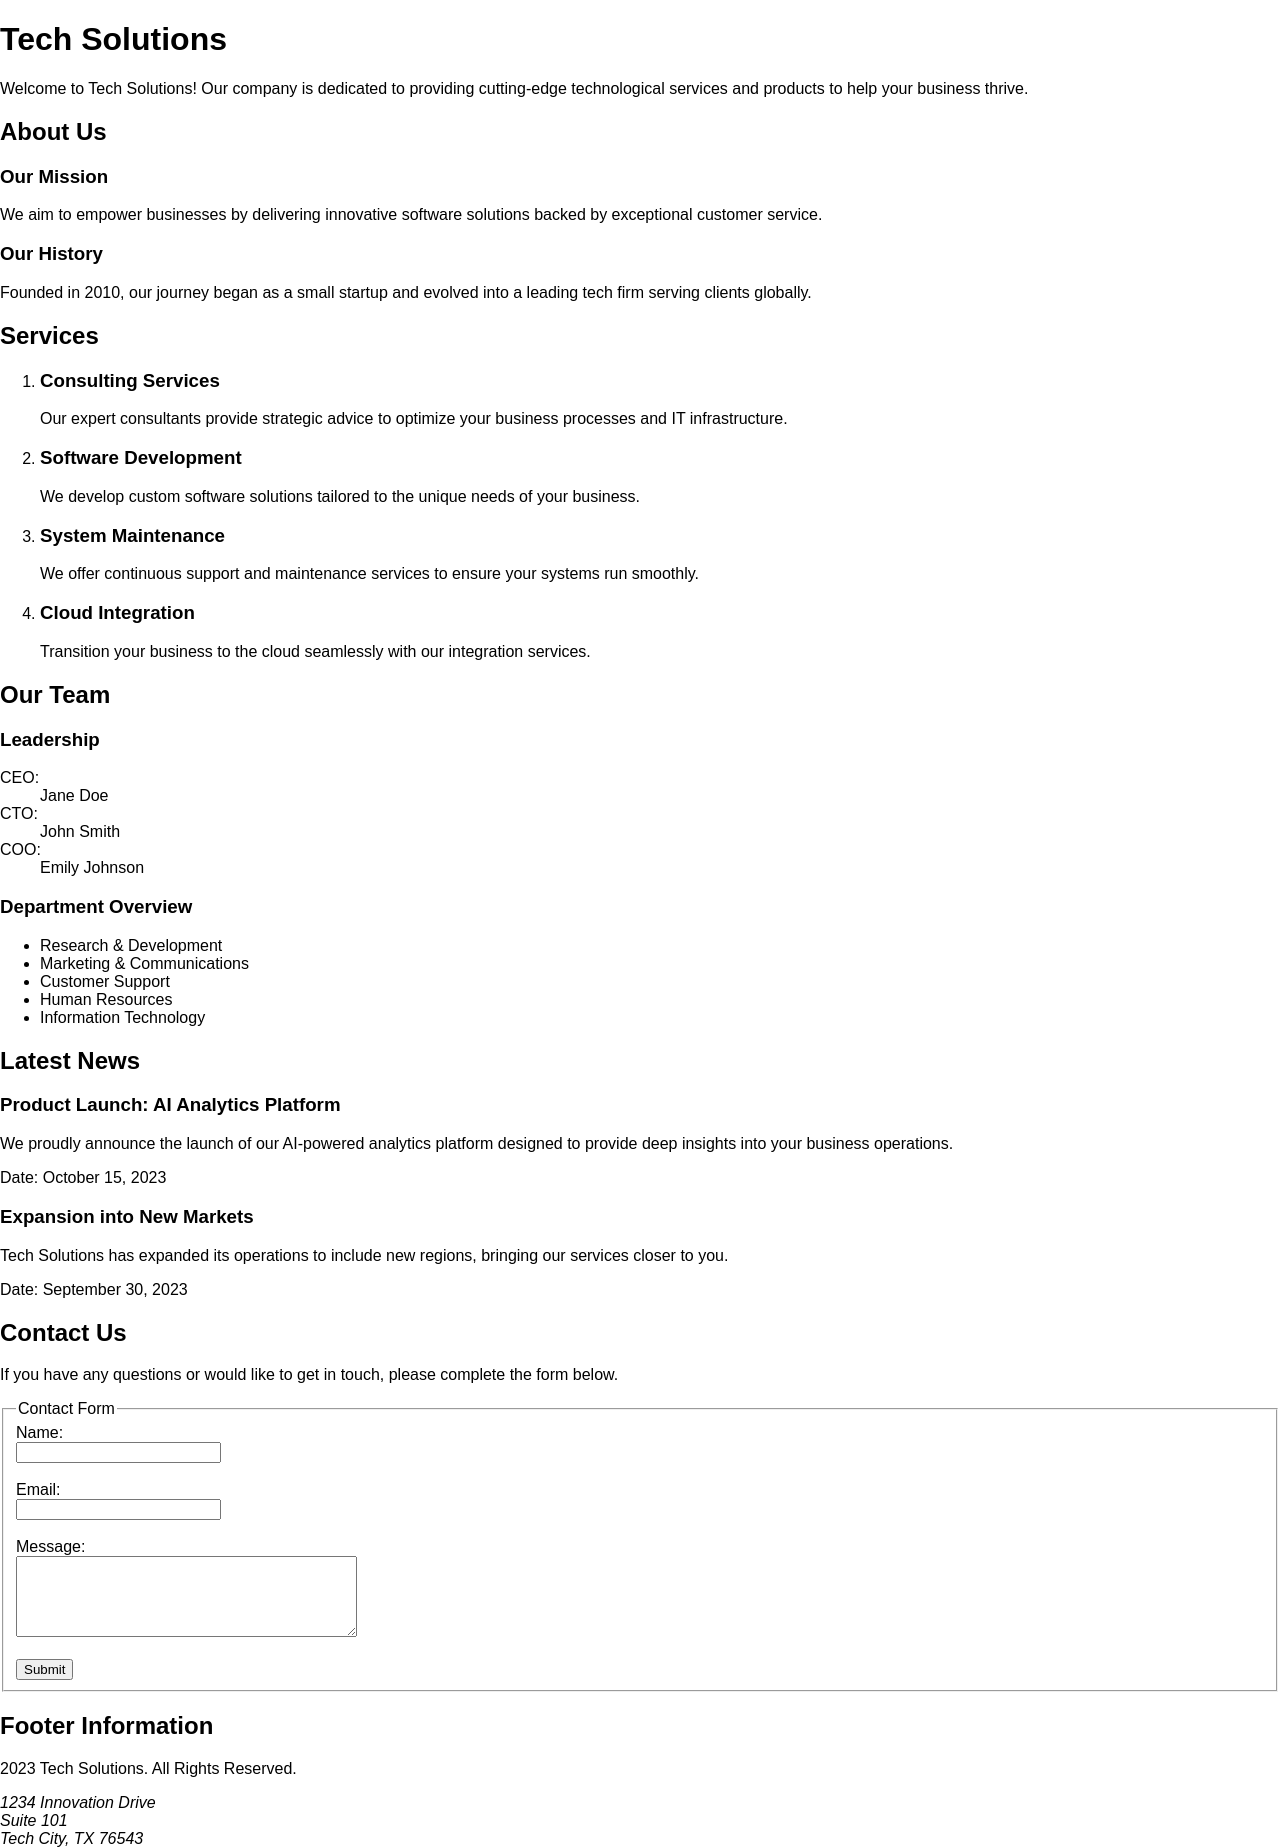 Tech Solutions
Welcome to Tech Solutions! Our company is dedicated to providing cutting-edge technological services and products to help your business thrive.
About Us
Our Mission
We aim to empower businesses by delivering innovative software solutions backed by exceptional customer service.
Our History
Founded in 2010, our journey began as a small startup and evolved into a leading tech firm serving clients globally.
Services
1. Consulting Services
Our expert consultants provide strategic advice to optimize your business processes and IT infrastructure.
2. Software Development
We develop custom software solutions tailored to the unique needs of your business.
3. System Maintenance
We offer continuous support and maintenance services to ensure your systems run smoothly.
4. Cloud Integration
Transition your business to the cloud seamlessly with our integration services.
Our Team
Leadership
CEO:
Jane Doe
CTO:
John Smith
COO:
Emily Johnson
Department Overview
• Research & Development
• Marketing & Communications
• Customer Support
• Human Resources
• Information Technology
Latest News
Product Launch: AI Analytics Platform
We proudly announce the launch of our AI-powered analytics platform designed to provide deep insights into your business operations.
Date: October 15, 2023
Expansion into New Markets
Tech Solutions has expanded its operations to include new regions, bringing our services closer to you.
Date: September 30, 2023
Contact Us
If you have any questions or would like to get in touch, please complete the form below.
Contact Form
Name:
Email:
Message:
Submit
Footer Information
2023 Tech Solutions. All Rights Reserved.
1234 Innovation Drive
Suite 101
Tech City, TX 76543